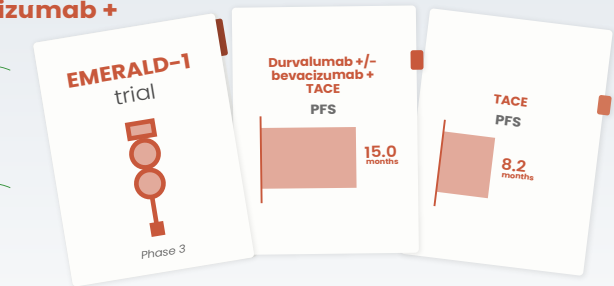 izumab +
EMERALD-1
trial
Phase 3
Durvalumab +/-
bevacizumab +
TACE
PFS
15.0
months
TACE
PFS
8.2
months